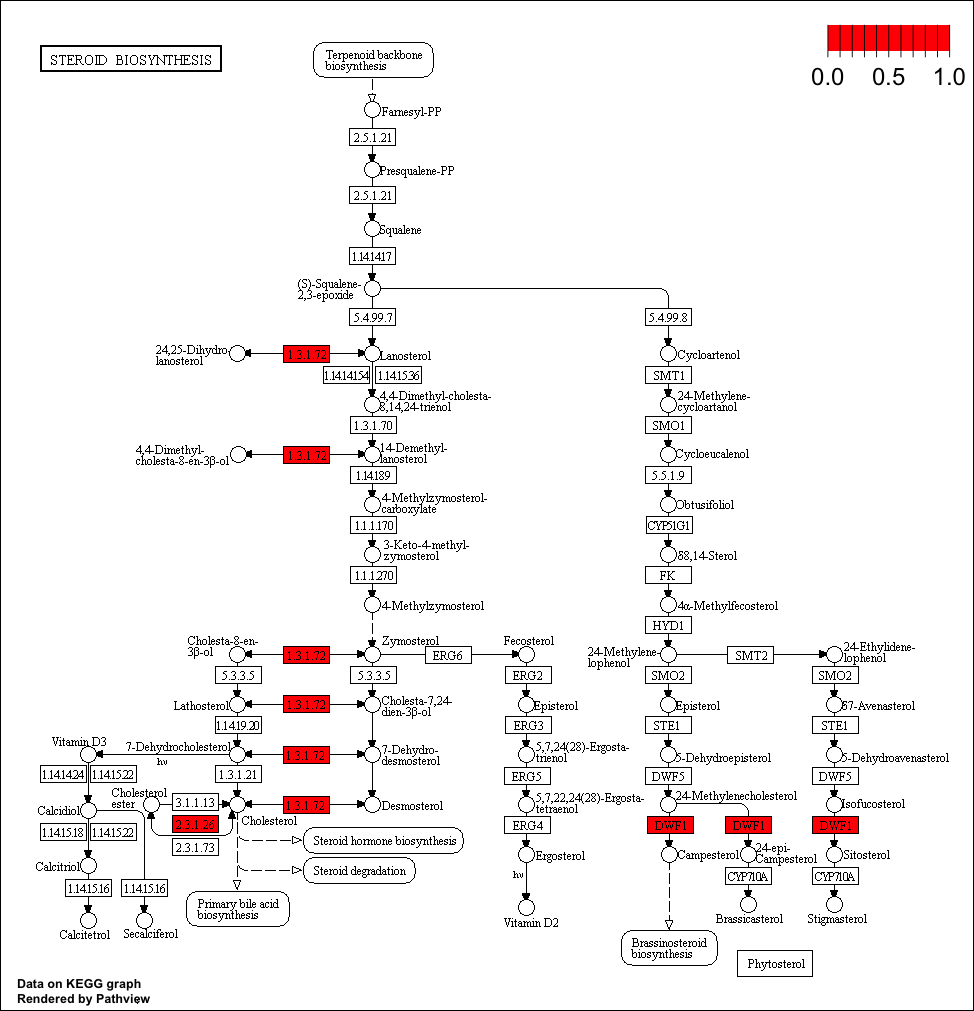 STEROID BIOSYNTHESIS
0.0 0.5 1.0
Terpenoid backbone
biosynthesis
Farnesyl-PP
2.5.1.21
Presqualene-PP
2.5.1.21
Squalene
1.14.14.17
(S)-Squalene-
2,3-epoxide
5.4.99.7
5.4.99.8
24,25-Dihydro
lanosterol
1.3.1.72
Lanosterol
Cycloartenol
1.14.14.154
1.14.15.36
SMT1
4,4-Dimethyl-cholesta-
8,14,24-trienol
24-Methylene-
cycloartanol
1.3.1.70
SMO1
4,4-Dimethyl-
cholesta-8-en-3β-ol
1.3.1.72
14-Demethyl-
lanosterol
Cycloeucalenol
1.14.18.9
5.5.1.9
4-Methylzymosterol-
carboxylate
Obtusifoliol
1.1.1.170
CYP51G1
3-Keto-4-methyl-
zymosterol
δ8,14-Sterol
1.1.1.270
FK
4-Methylzymosterol
4α-Methylfecosterol
HYD1
Cholesta-8-en-
3β-ol
1.3.1.72
Zymosterol
ERG6
Fecosterol
24-Methylene-
lophenol
SMT2
24-Ethylidene-
lophenol
5.3.3.5
5.3.3.5
ERG2
SMO2
SMO2
Lathosterol
1.3.1.72
Cholesta-7,24-
dien-3β-ol
Episterol
Episterol
δ7-Avenasterol
1.14.19.20
ERG3
STE1
STE1
Vitamin D3
7-Dehydrocholesterol
hν
1.3.1.72
7-Dehydro-
desmosterol
5,7,24(28)-Ergosta-
trienol
5-Dehydroepisterol
5-Dehydroavenasterol
1.14.14.24
1.14.15.22
1.3.1.21
ERG5
DWF5
DWF5
Calcidiol
Cholesterol
ester
3.1.1.13
2.3.1.26
2.3.1.73
Cholesterol
1.3.1.72
Desmosterol
5,7,22,24(28)-Ergosta-
tetraenol
24-Methylenecholesterol
Isofucosterol
1.14.15.18
1.14.15.22
ERG4
DWF1
DWF1
DWF1
Steroid hormone biosynthesis
Steroid degradation
Calcitriol
Ergosterol
Campesterol
24-epi-
Campesterol
Sitosterol
hν
1.14.15.16
1.14.15.16
CYP710A
CYP710A
Primary bile acid
biosynthesis
Calcitetrol
Secalciferol
Vitamin D2
Brassicasterol
Stigmasterol
Brassinosteroid
biosynthesis
Phytosterol
Data on KEGG graph
Rendered by Pathview